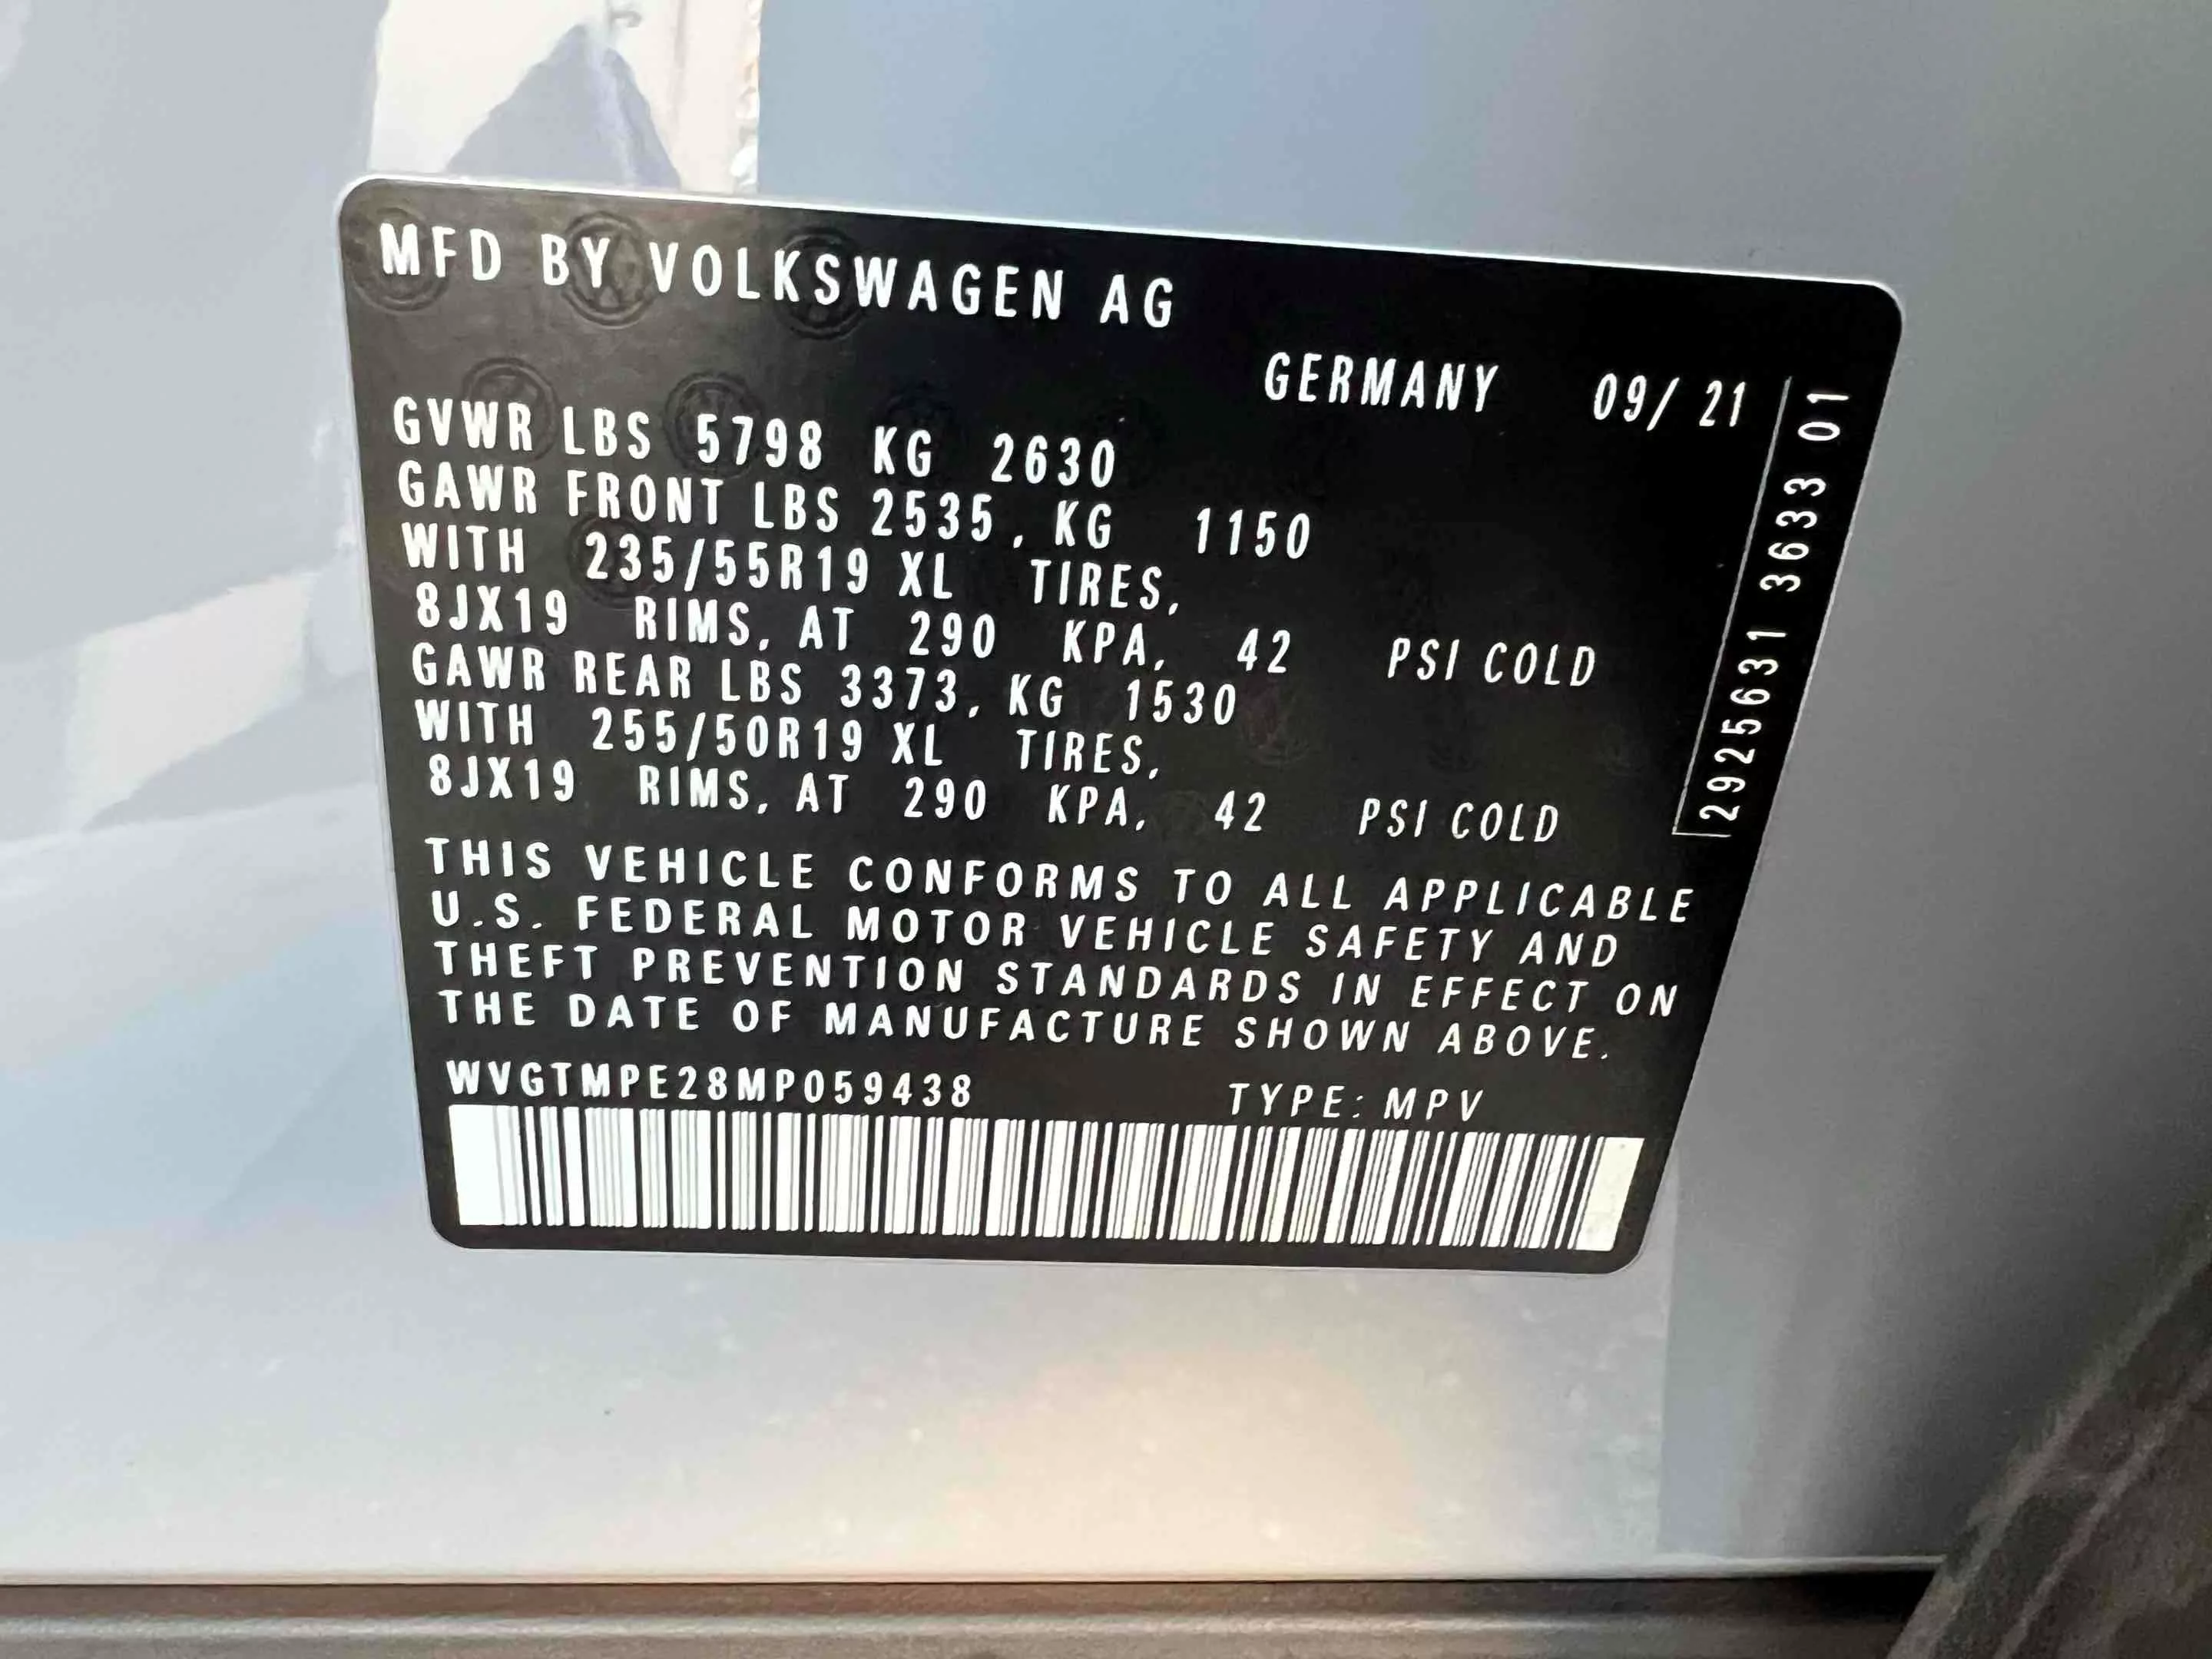 MFD BY VOLKSWAGEN AG
GERMANY 09/ 21
GVWR LBS 5798 KG 2630
GAWR FRONT LBS 2535, KG 1150
WITH 235/55R19 XL TIRES,
8JX19 RIMS, AT 290 KPA, 42 PSI COLD
GAWR REAR LBS 3373, KG 1530
WITH 255/50R19 XL TIRES,
8JX19 RIMS, AT 290 KPA, 42 PSI COLD
THIS VEHICLE CONFORMS TO ALL APPLICABLE
U.S. FEDERAL MOTOR VEHICLE SAFETY AND
THEFT PREVENTION STANDARDS IN EFFECT ON
THE DATE OF MANUFACTURE SHOWN ABOVE.
WVGTMPE28MP059438 TYPE: MPV
2925631 3633 01